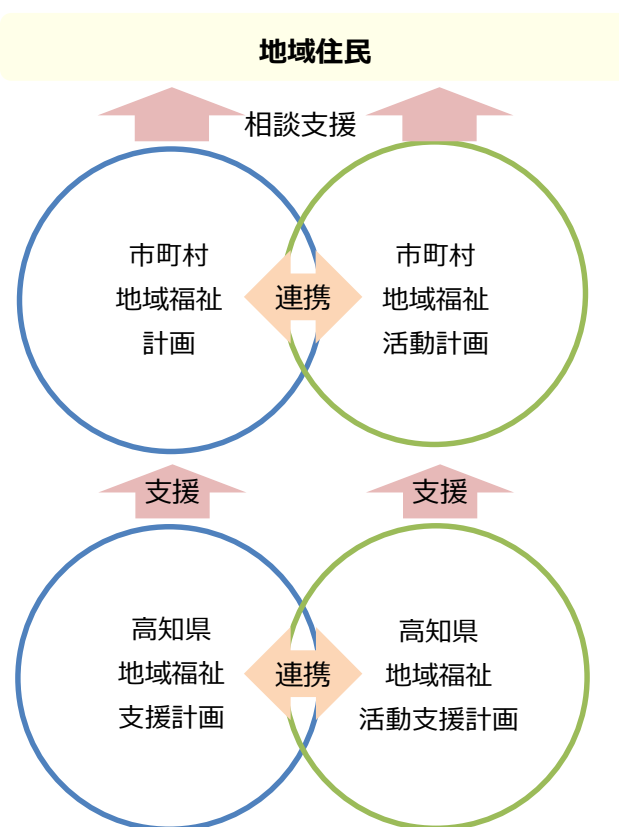 地域住民
相談支援
市町村
地域福祉
計画
連携
市町村
地域福祉
活動計画
支援
支援
高知県
地域福祉
支援計画
連携
高知県
地域福祉
活動支援計画